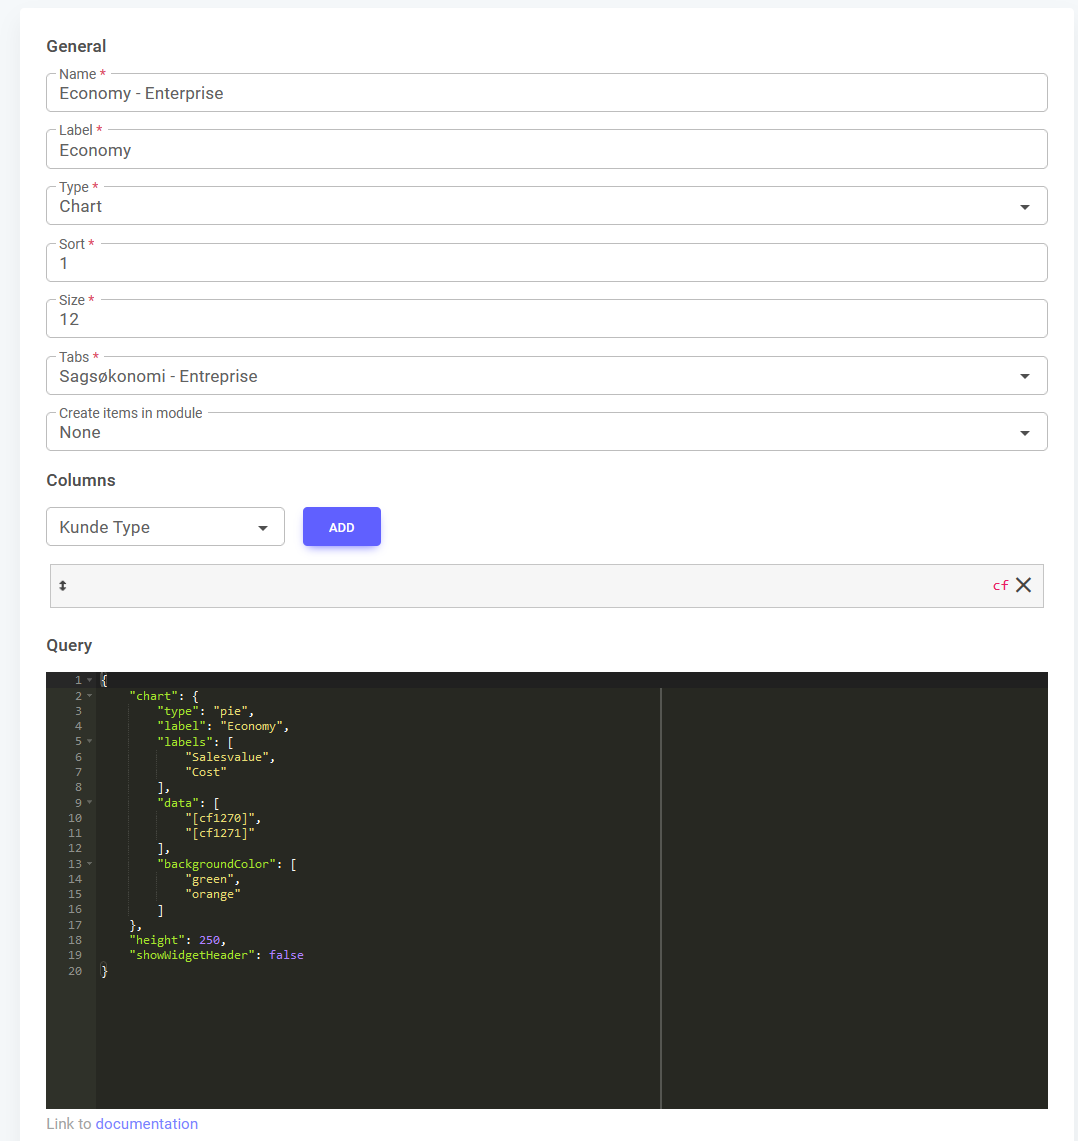 General
Name *
Economy - Enterprise
Label *
Economy
Type *
Chart
Sort *
1
Size *
12
Tabs *
Sagsøkonomi - Entreprise
Create items in module
None
Columns
Kunde Type
ADD
cf
Query
1 {
2     "chart": {
3         "type": "pie",
4         "label": "Economy",
5         "labels": [
6             "Salesvalue",
7             "Cost"
8         ],
9         "data": [
10             "[cf1270]",
11             "[cf1271]"
12         ],
13         "backgroundColor": [
14             "green",
15             "orange"
16         ]
17     },
18     "height": 250,
19     "showWidgetHeader": false
20 }
Link to documentation